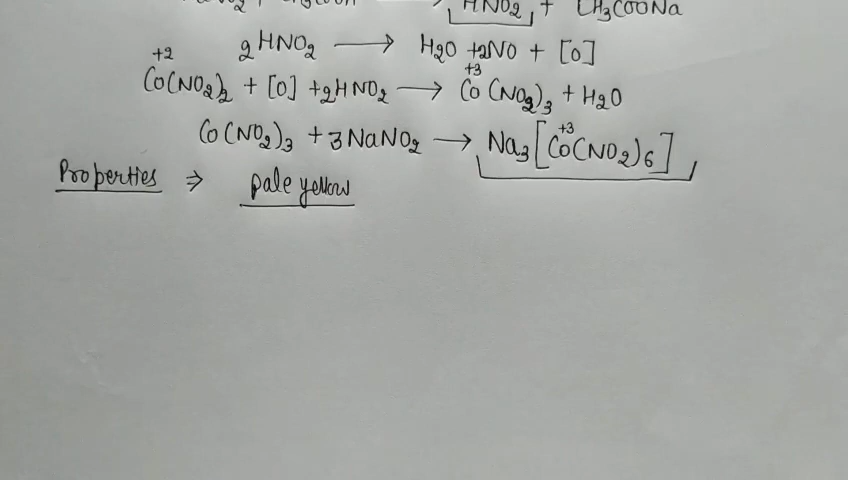 HNO2, + CH3COONa
2HNO2 ⟶ H2O +2NO + [O]
+2 +3
Co(NO2)2 + [O] +2HNO2 ⟶ Co (NO2)3 + H2O
+3
Co(NO2)3 + 3NaNO2 ⟶ Na3[Co(NO2)6]
Properties ⇒ pale yellow